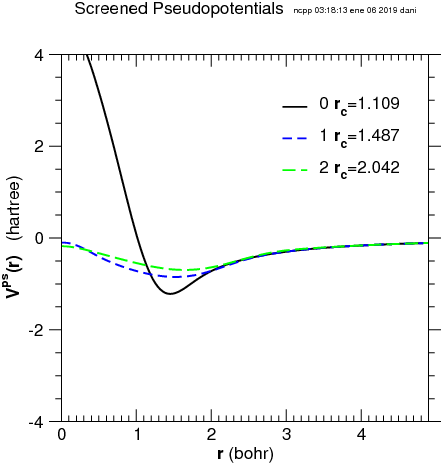 Screened Pseudopotentials ncpp 03:18:13 ene 06 2019 dani
4
0 rc=1.109
1 rc=1.487
2
2 rc=2.042
0
Vps(r) (hartree)
-2
-4
0 1 2 3 4
r (bohr)